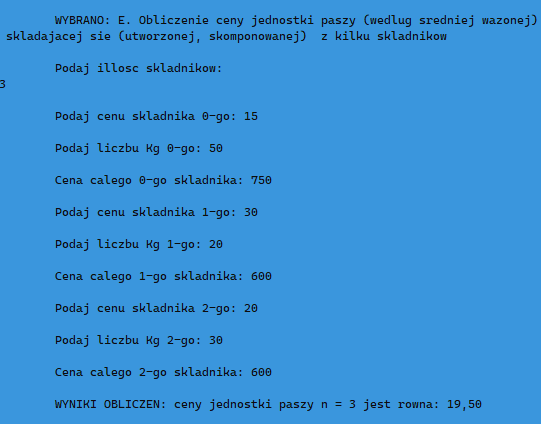 WYBRANO: E. Obliczenie ceny jednostki paszy (wedlug sredniej wazonej)
skladajacej sie (utworzonej, skomponowanej) z kilku skladnikow
Podaj illosc skladnikow:
3
Podaj cenu skladnika 0-go: 15
Podaj liczbu Kg 0-go: 50
Cena calego 0-go skladnika: 750
Podaj cenu skladnika 1-go: 30
Podaj liczbu Kg 1-go: 20
Cena calego 1-go skladnika: 600
Podaj cenu skladnika 2-go: 20
Podaj liczbu Kg 2-go: 30
Cena calego 2-go skladnika: 600
WYNIKI OBLICZEN: ceny jednostki paszy n = 3 jest rowna: 19,50